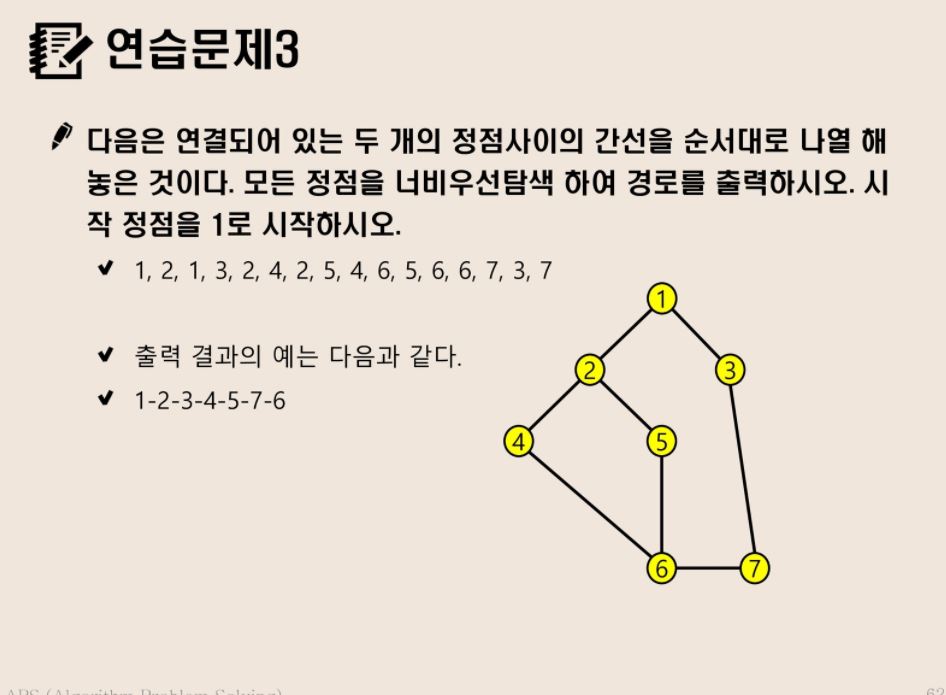 연습문제3
다음은 연결되어 있는 두 개의 정점사이의 간선을 순서대로 나열 해
놓은 것이다. 모든 정점을 너비우선탐색 하여 경로를 출력하시오. 시
작 정점을 1로 시작하시오.
1, 2, 1, 3, 2, 4, 2, 5, 4, 6, 5, 6, 6, 7, 3, 7
출력 결과의 예는 다음과 같다.
1-2-3-4-5-7-6
1
2
3
4
5
6
7
APS (Algorithm Problem Solving)